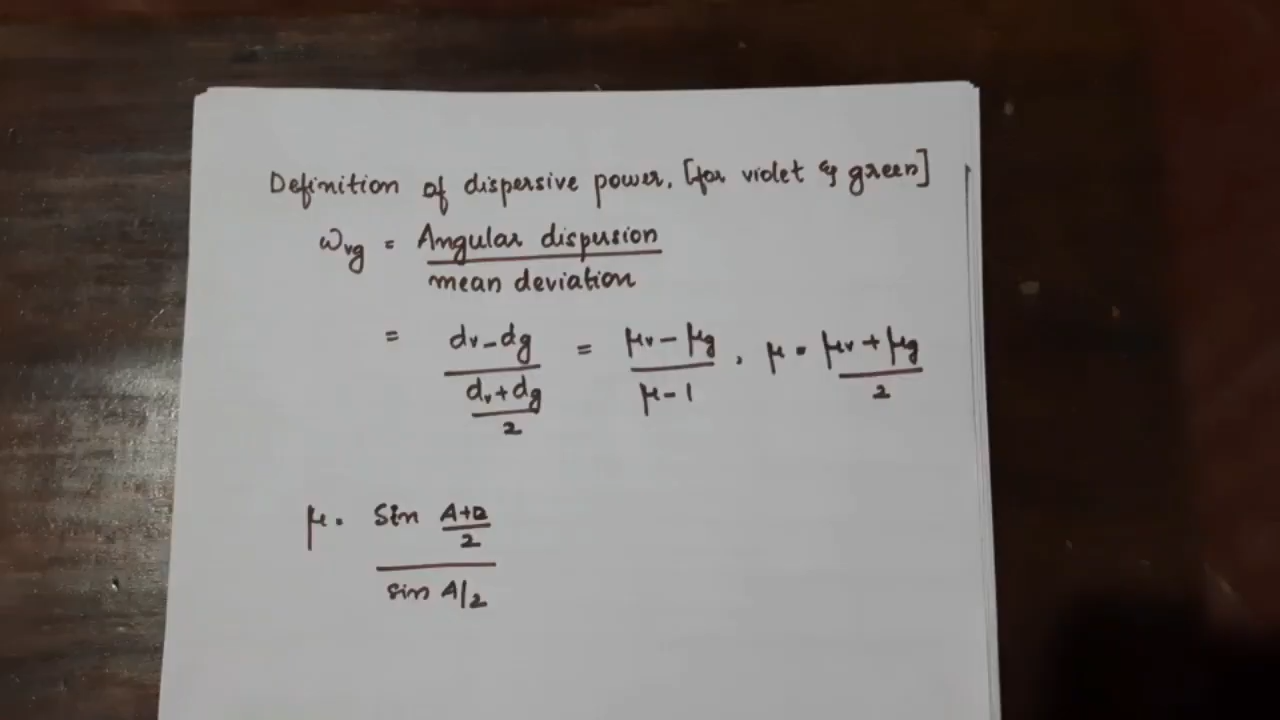 Definition of dispersive power. [for violet & green]
ωvg = Angular dispersion / mean deviation
= dv - dg / (dv + dg / 2) = μv - μg / μ - 1 , μ = μv + μg / 2
μ = Sin A+D/2 / sin A/2